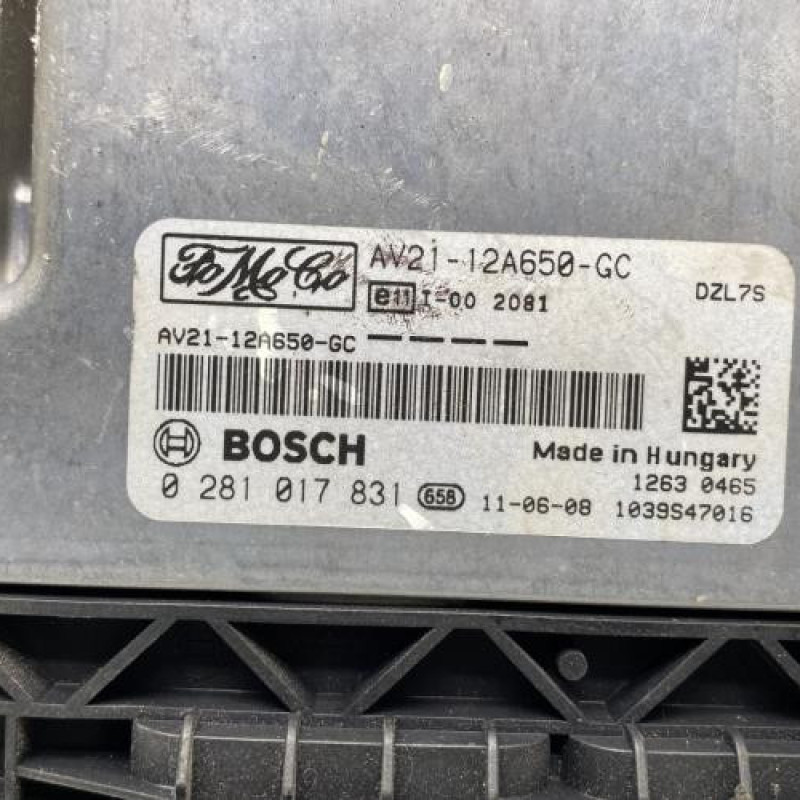 FoMoCo AV21-12A650-GC
DZL7S
e11 I-00 2081
AV21-12A650-GC — — — —
BOSCH
Made in Hungary
1263 0465
0 281 017 831 658 11-06-08 1039S47016